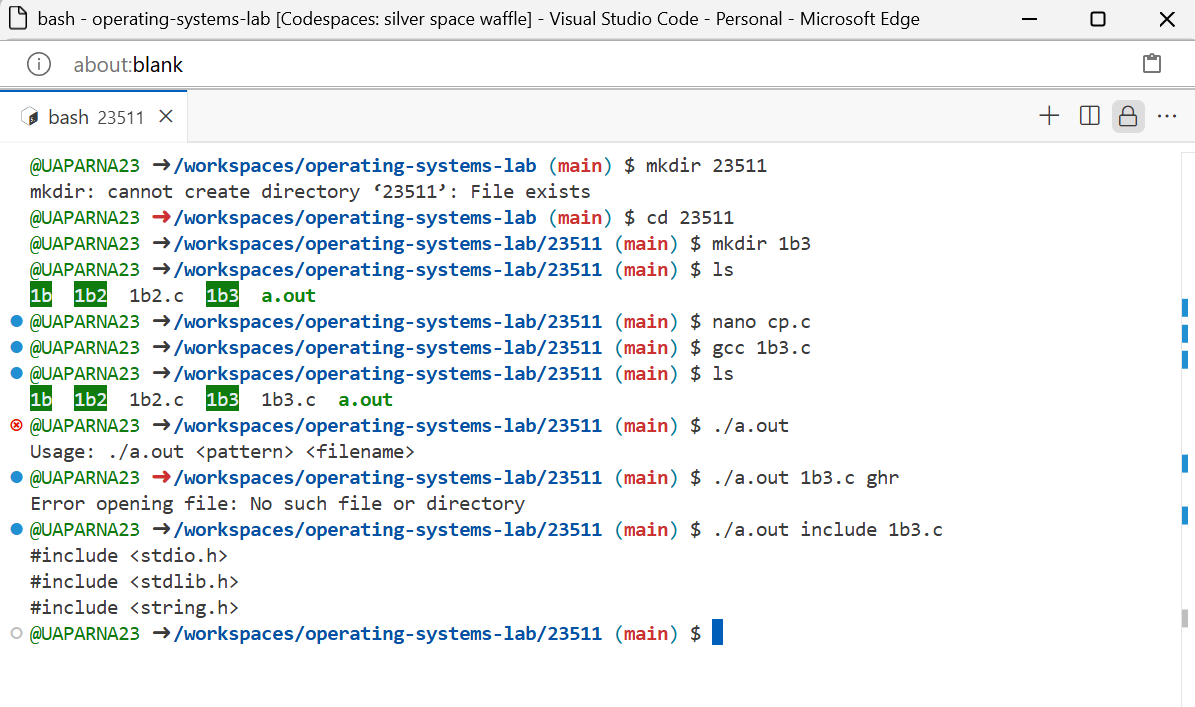 bash - operating-systems-lab [Codespaces: silver space waffle] - Visual Studio Code - Personal - Microsoft Edge
about:blank
bash 23511
@UAPARNA23 ➜/workspaces/operating-systems-lab (main) $ mkdir 23511
mkdir: cannot create directory ‘23511’: File exists
@UAPARNA23 ➜/workspaces/operating-systems-lab (main) $ cd 23511
@UAPARNA23 ➜/workspaces/operating-systems-lab/23511 (main) $ mkdir 1b3
@UAPARNA23 ➜/workspaces/operating-systems-lab/23511 (main) $ ls
1b  1b2  1b2.c  1b3  a.out
@UAPARNA23 ➜/workspaces/operating-systems-lab/23511 (main) $ nano cp.c
@UAPARNA23 ➜/workspaces/operating-systems-lab/23511 (main) $ gcc 1b3.c
@UAPARNA23 ➜/workspaces/operating-systems-lab/23511 (main) $ ls
1b  1b2  1b2.c  1b3  1b3.c  a.out
@UAPARNA23 ➜/workspaces/operating-systems-lab/23511 (main) $ ./a.out
Usage: ./a.out <pattern> <filename>
@UAPARNA23 ➜/workspaces/operating-systems-lab/23511 (main) $ ./a.out 1b3.c ghr
Error opening file: No such file or directory
@UAPARNA23 ➜/workspaces/operating-systems-lab/23511 (main) $ ./a.out include 1b3.c
#include <stdio.h>
#include <stdlib.h>
#include <string.h>
@UAPARNA23 ➜/workspaces/operating-systems-lab/23511 (main) $